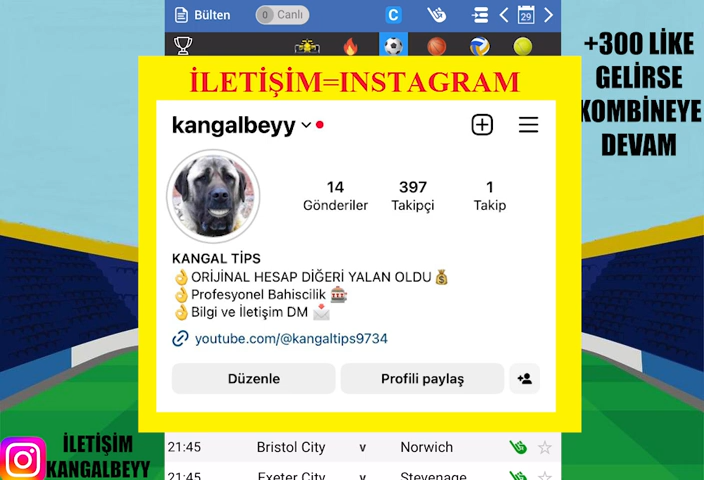 Bülten
0 Canlı
C
29
+300 LİKE
GELİRSE
KOMBİNEYE
DEVAM
İLETİŞİM=INSTAGRAM
kangalbeyy
14
Gönderiler
397
Takipçi
1
Takip
KANGAL TİPS
👌ORİJİNAL HESAP DİĞERİ YALAN OLDU💰
👌Profesyonel Bahiscilik🎰
👌Bilgi ve İletişim DM📩
youtube.com/@kangaltips9734
Düzenle
Profili paylaş
21:45 Bristol City v Norwich
21:45 Exeter City v Stevenage
İLETİŞİM
KANGALBEYY